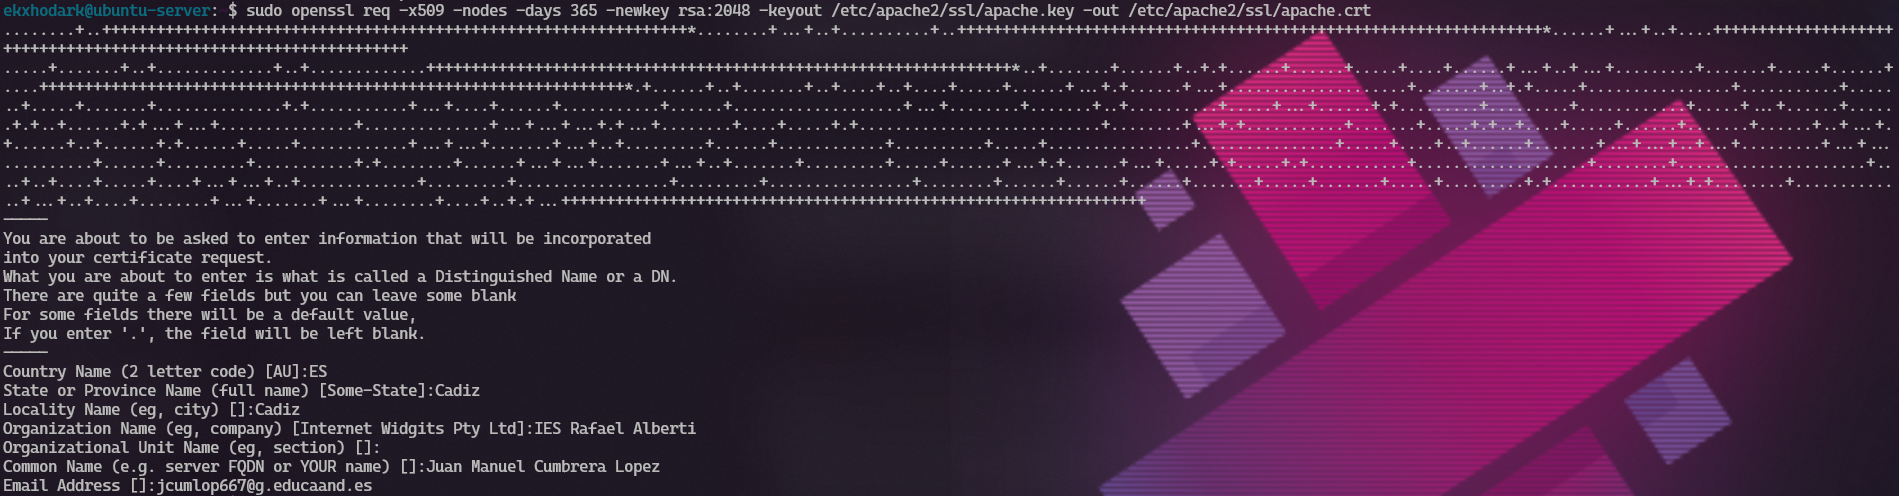 ekxhodark@ubuntu-server: $ sudo openssl req -x509 -nodes -days 365 -newkey rsa:2048 -keyout /etc/apache2/ssl/apache.key -out /etc/apache2/ssl/apache.crt
-----
You are about to be asked to enter information that will be incorporated
into your certificate request.
What you are about to enter is what is called a Distinguished Name or a DN.
There are quite a few fields but you can leave some blank
For some fields there will be a default value,
If you enter '.', the field will be left blank.
-----
Country Name (2 letter code) [AU]:ES
State or Province Name (full name) [Some-State]:Cadiz
Locality Name (eg, city) []:Cadiz
Organization Name (eg, company) [Internet Widgits Pty Ltd]:IES Rafael Alberti
Organizational Unit Name (eg, section) []:
Common Name (e.g. server FQDN or YOUR name) []:Juan Manuel Cumbrera Lopez
Email Address []:jcumlop667@g.educaand.es